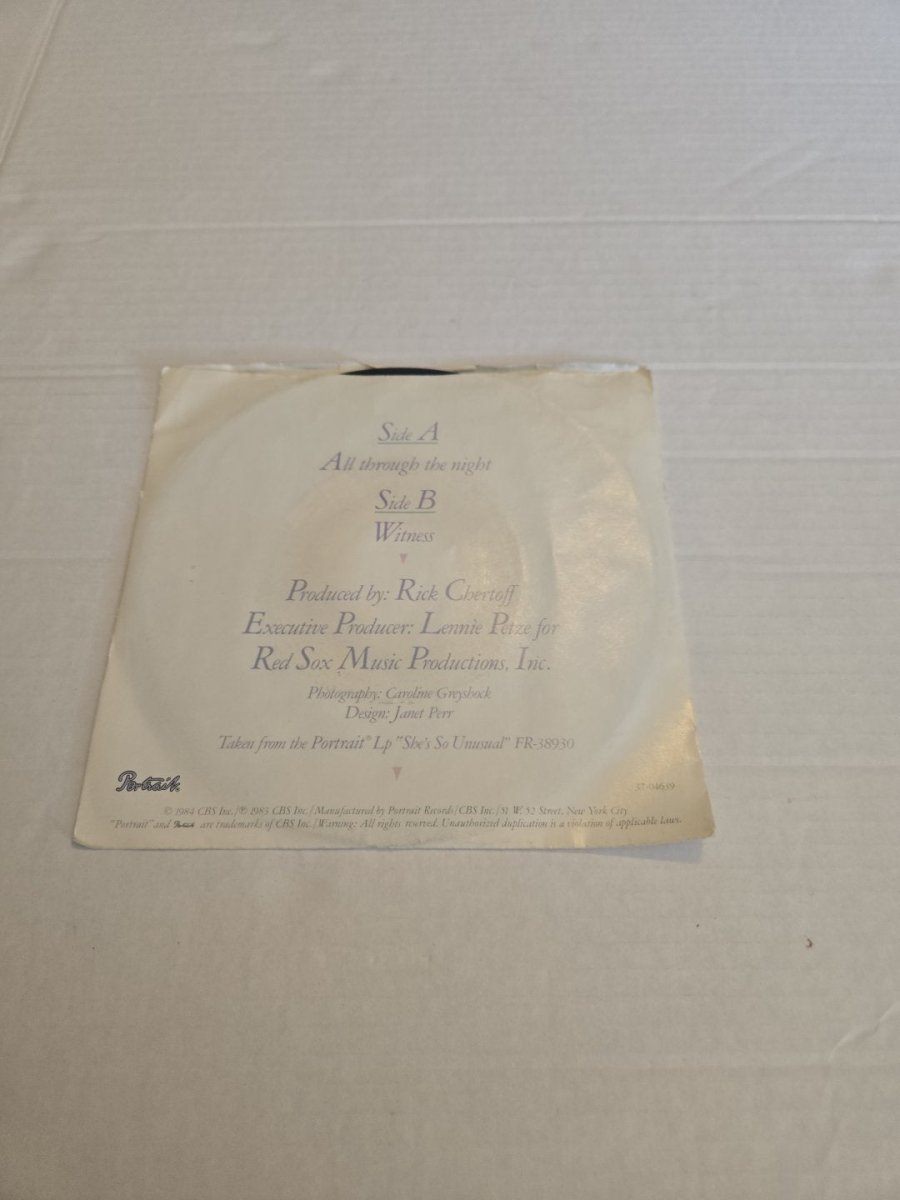 Side A
All through the night
Side B
Witness
Produced by: Rick Chertoff
Executive Producer: Lennie Petze for
Red Sox Music Productions, Inc.
Photography: Caroline Greyshock
Design: Janet Perr
Taken from the Portrait® Lp "She's So Unusual" FR-38930
Portrait.
37-04639
© 1984 CBS Inc./℗ 1983 CBS Inc./Manufactured by Portrait Records/CBS Inc./51 W. 52 Street, New York City
"Portrait" and Portrait are trademarks of CBS Inc./Warning: All rights reserved. Unauthorized duplication is a violation of applicable laws.